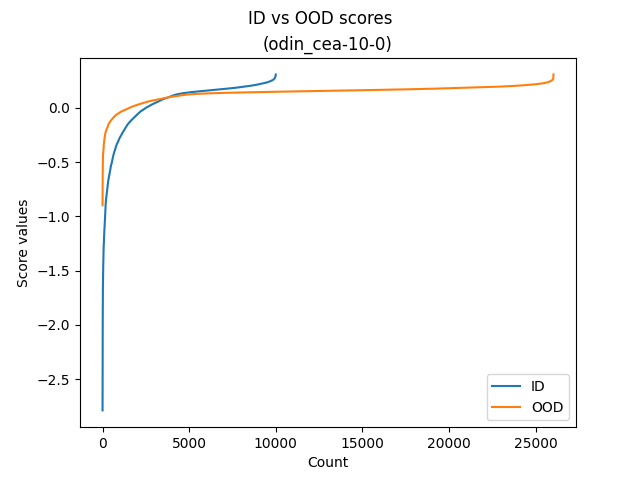 ID vs OOD scores
(odin_cea-10-0)
Score values
0.0
−0.5
−1.0
−1.5
−2.0
−2.5
ID
OOD
0
5000
10000
15000
20000
25000
Count